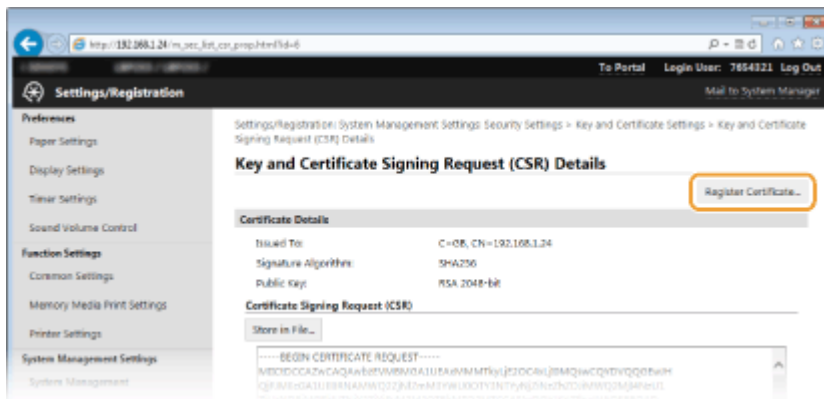 http://192.168.1.24/m_sec_list_csr_prop.html?id=6
To Portal Login User: 7654321 Log Out
Settings/Registration
Mail to System Manager
Preferences
Paper Settings
Display Settings
Timer Settings
Sound Volume Control
Function Settings
Common Settings
Memory Media Print Settings
Printer Settings
System Management Settings
System Management
Settings/Registration: System Management Settings: Security Settings > Key and Certificate Settings > Key and Certificate
Signing Request (CSR) Details
Key and Certificate Signing Request (CSR) Details
Register Certificate...
Certificate Details
Issued To: C=GB, CN=192.168.1.24
Signature Algorithm: SHA256
Public Key: RSA 2048-bit
Certificate Signing Request (CSR)
Store in File...
-----BEGIN CERTIFICATE REQUEST-----